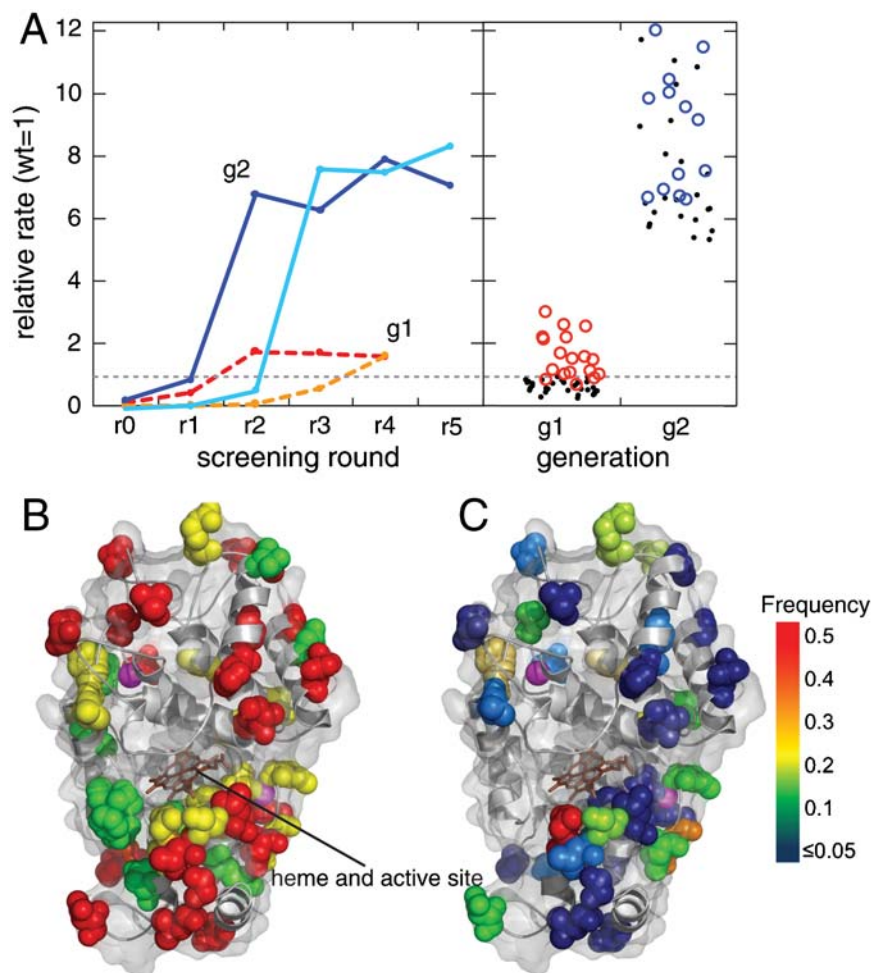 A
relative rate (wt=1)
12
10
8
6
4
2
0
g2
g1
r0 r1 r2 r3 r4 r5
screening round
g1 g2
generation
B
C
heme and active site
Frequency
0.5
0.4
0.3
0.2
0.1
≤0.05